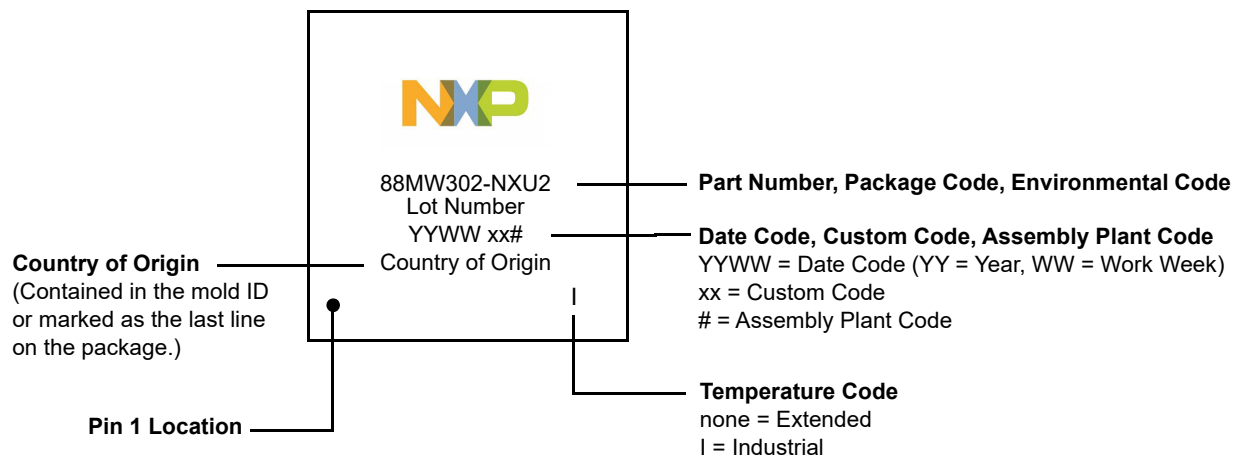 NXP
88MW302-NXU2
Lot Number
YYWW xx#
Country of Origin
I
Part Number, Package Code, Environmental Code
Date Code, Custom Code, Assembly Plant Code
YYWW = Date Code (YY = Year, WW = Work Week)
xx = Custom Code
# = Assembly Plant Code
Country of Origin
(Contained in the mold ID
or marked as the last line
on the package.)
Temperature Code
none = Extended
I = Industrial
Pin 1 Location